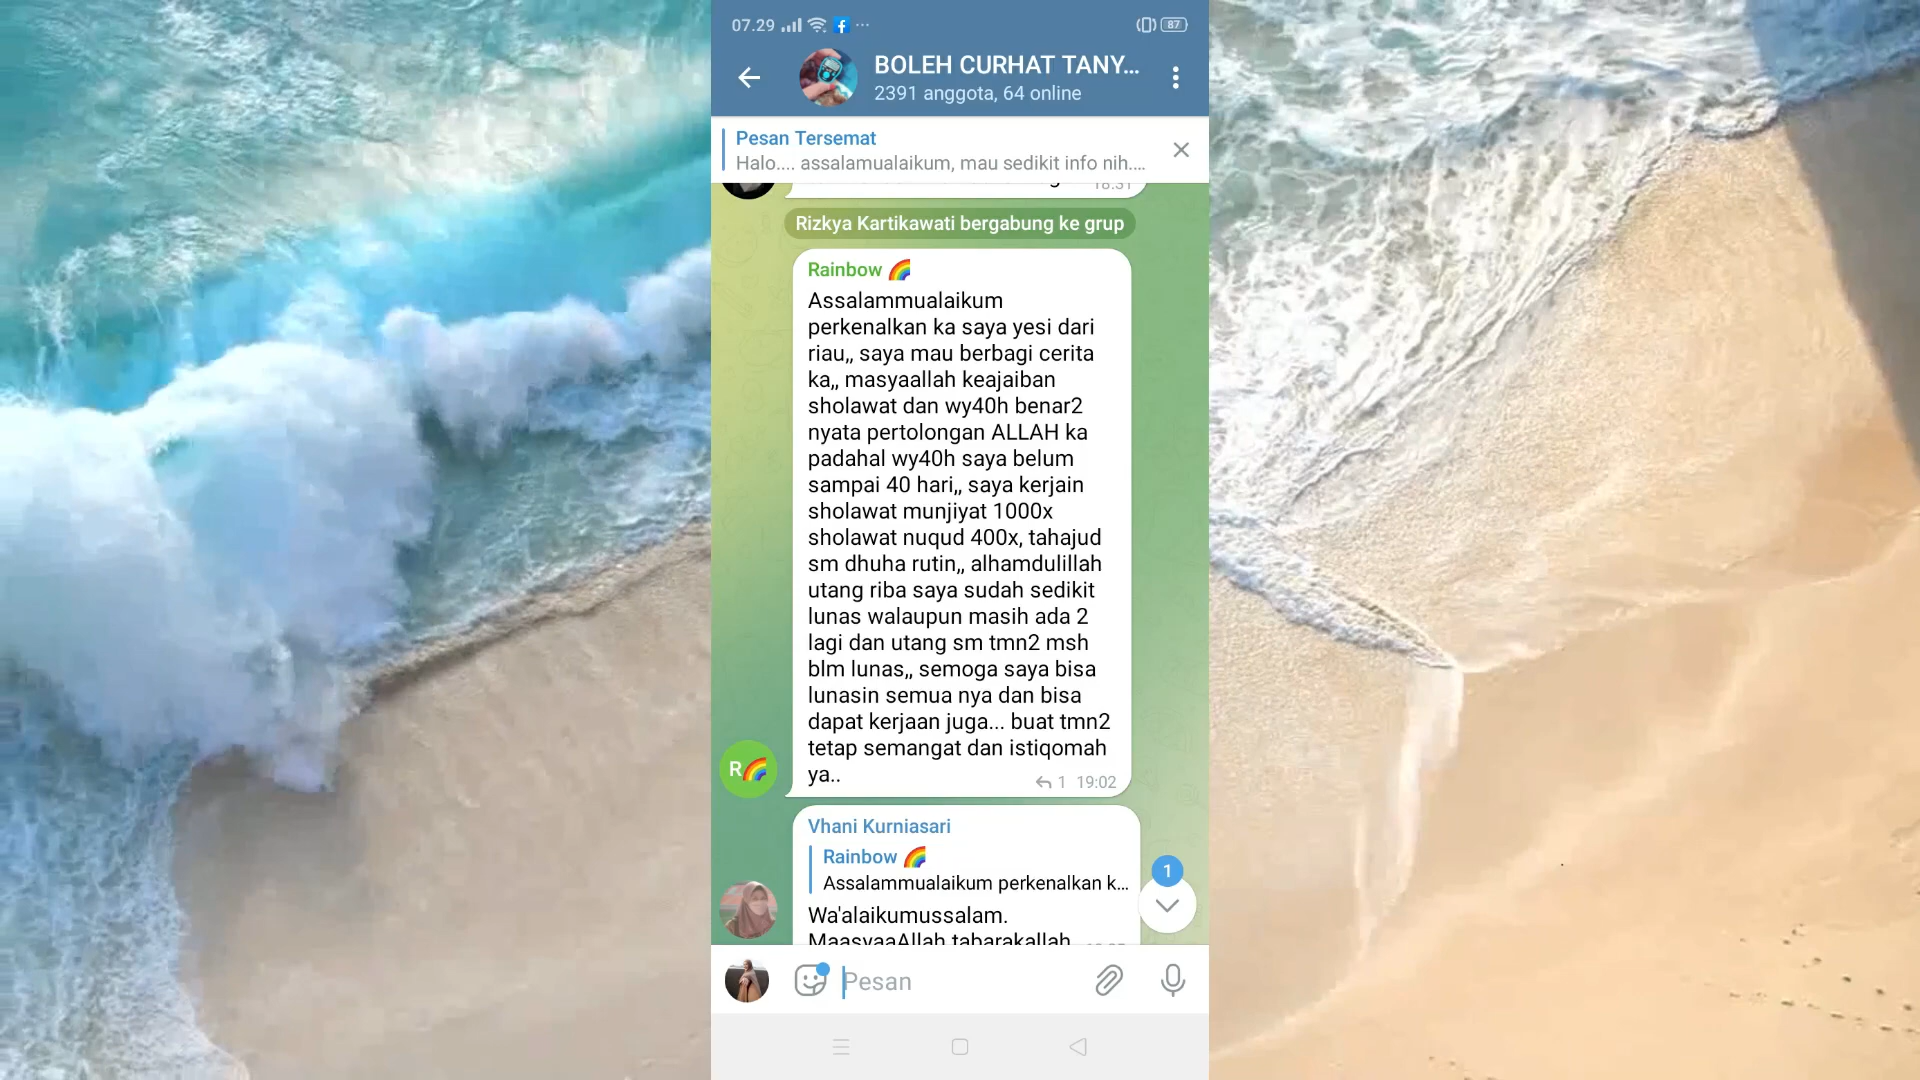 07.29
87
BOLEH CURHAT TANY...
2391 anggota, 64 online
Pesan Tersemat
Halo.... assalamualaikum, mau sedikit info nih....
18:31
Rizkya Kartikawati bergabung ke grup
Rainbow 🌈
Assalammualaikum
perkenalkan ka saya yesi dari
riau,, saya mau berbagi cerita
ka,, masyaallah keajaiban
sholawat dan wy40h benar2
nyata pertolongan ALLAH ka
padahal wy40h saya belum
sampai 40 hari,, saya kerjain
sholawat munjiyat 1000x
sholawat nuqud 400x, tahajud
sm dhuha rutin,, alhamdulillah
utang riba saya sudah sedikit
lunas walaupun masih ada 2
lagi dan utang sm tmn2 msh
blm lunas,, semoga saya bisa
lunasin semua nya dan bisa
dapat kerjaan juga... buat tmn2
tetap semangat dan istiqomah
ya..
1 19:02
R🌈
Vhani Kurniasari
Rainbow 🌈
Assalammualaikum perkenalkan k...
1
Wa'alaikumussalam.
MaasyaaAllah tabarakallah
Pesan